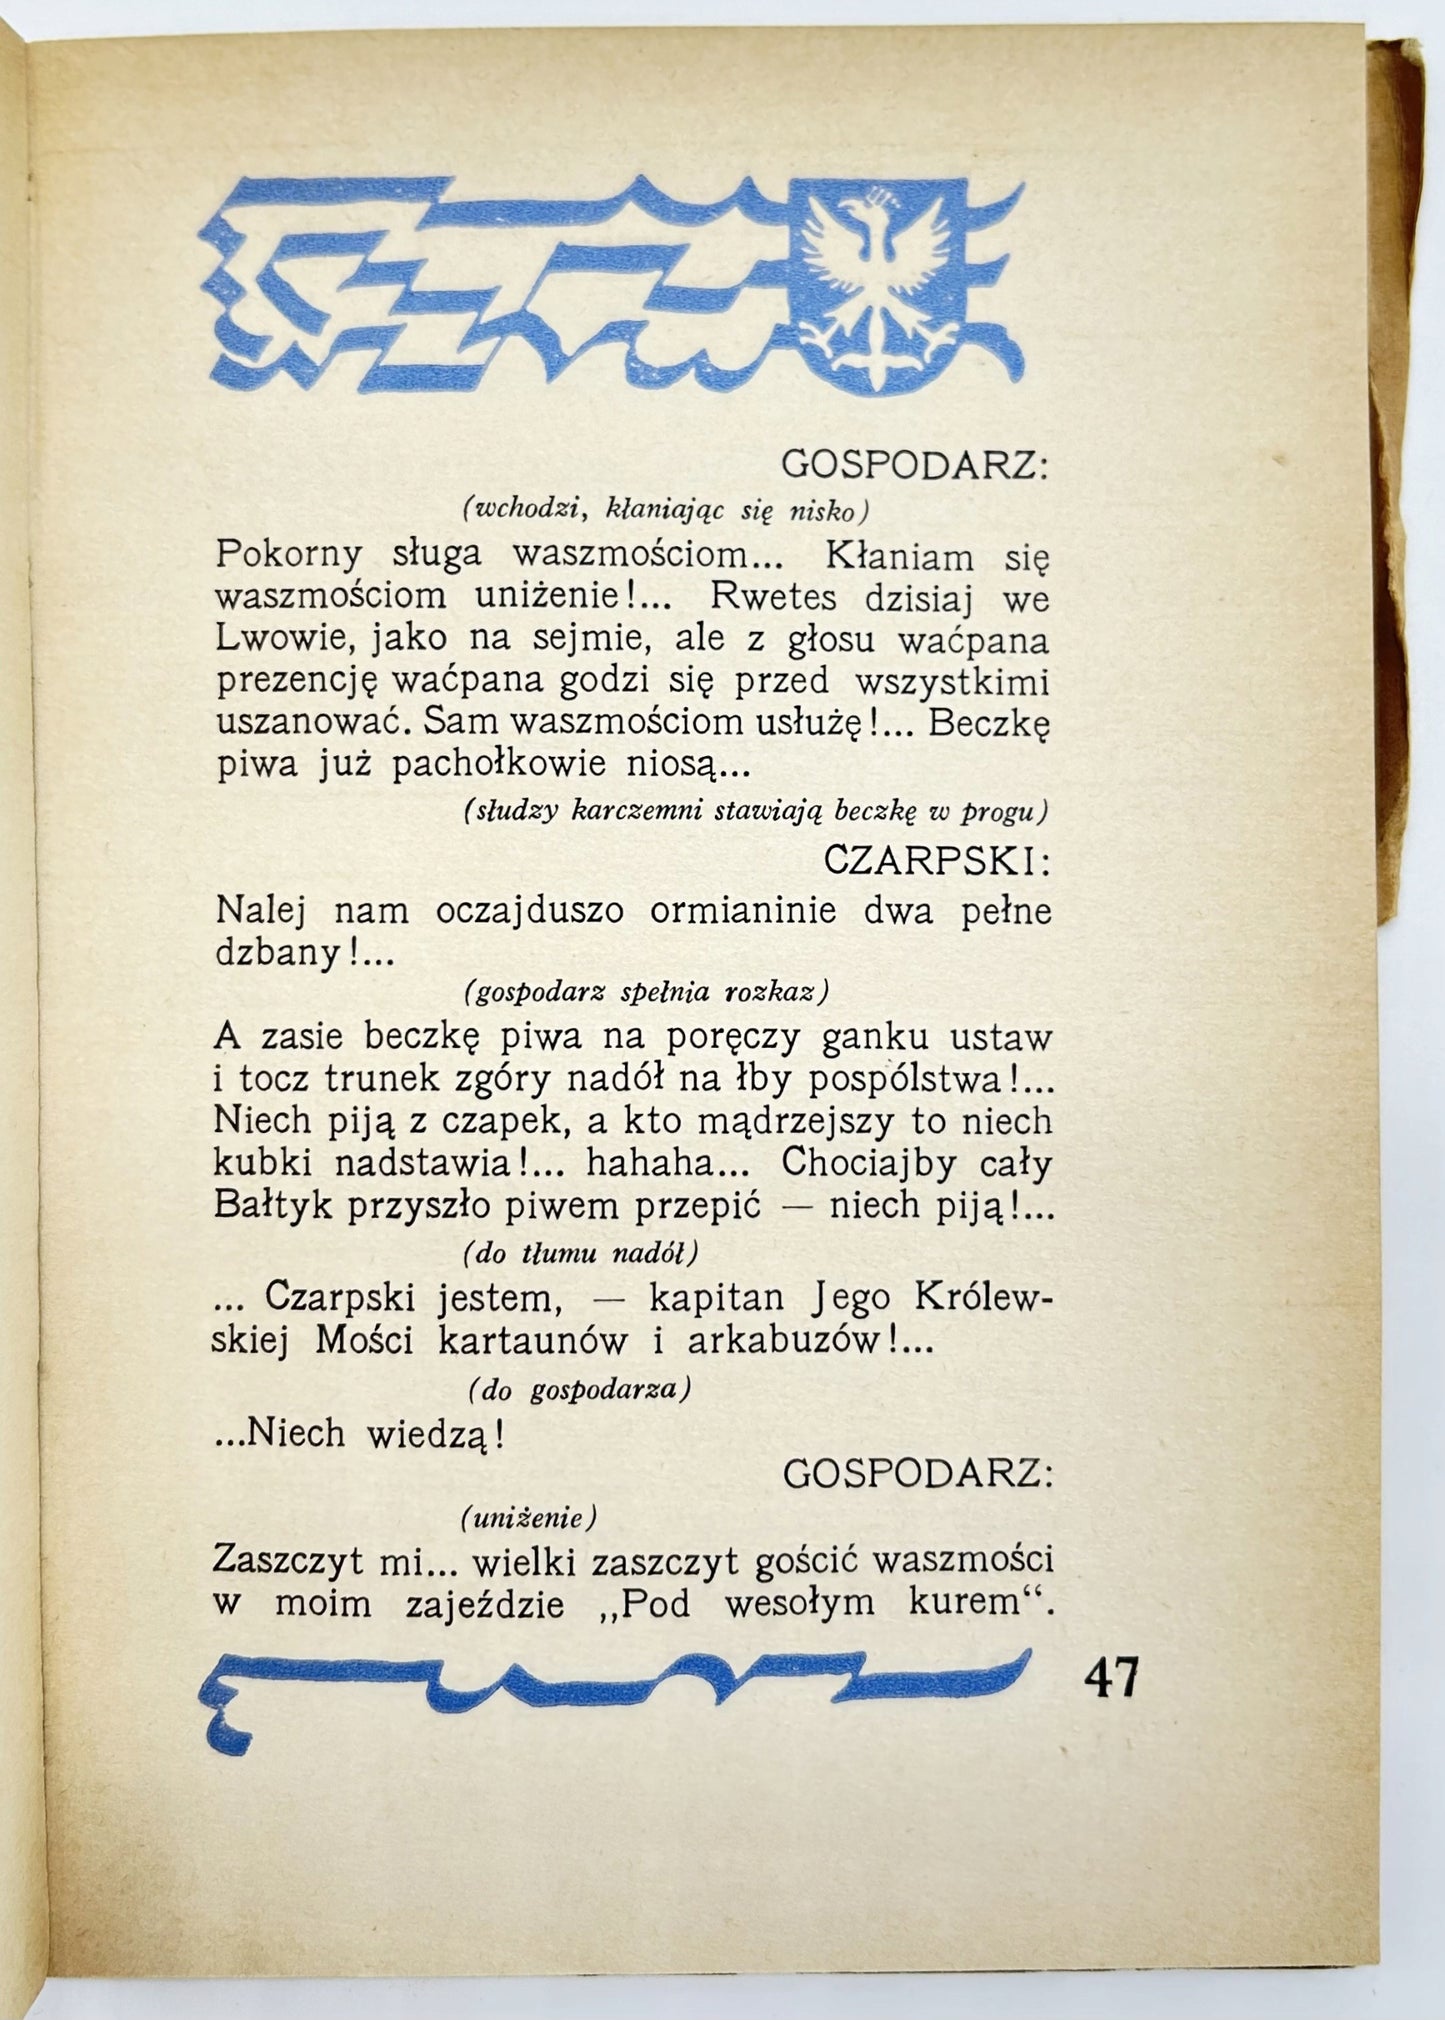 GOSPODARZ:
(wchodzi, kłaniając się nisko)
Pokorny sługa waszmościom... Kłaniam się
waszmościom uniżenie!... Rwetes dzisiaj we
Lwowie, jako na sejmie, ale z głosu waćpana
prezencję waćpana godzi się przed wszystkimi
uszanować. Sam waszmościom usłużę!... Beczkę
piwa już pachołkowie niosą...
(słudzy karczemni stawiają beczkę w progu)
CZARPSKI:
Nalej nam oczajduszo ormianinie dwa pełne
dzbany!...
(gospodarz spełnia rozkaz)
A zasie beczkę piwa na poręczy ganku ustaw
i tocz trunek zgóry nadół na łby pospólstwa!...
Niech piją z czapek, a kto mądrzejszy to niech
kubki nadstawia!... hahaha... Chociajby cały
Bałtyk przyszło piwem przepić — niech piją!...
(do tłumu nadół)
... Czarpski jestem, — kapitan Jego Królew-
skiej Mości kartaunów i arkabuzów!...
(do gospodarza)
...Niech wiedzą!
GOSPODARZ:
(uniżenie)
Zaszczyt mi... wielki zaszczyt gościć waszmości
w moim zajeździe „Pod wesołym kurem“.
47